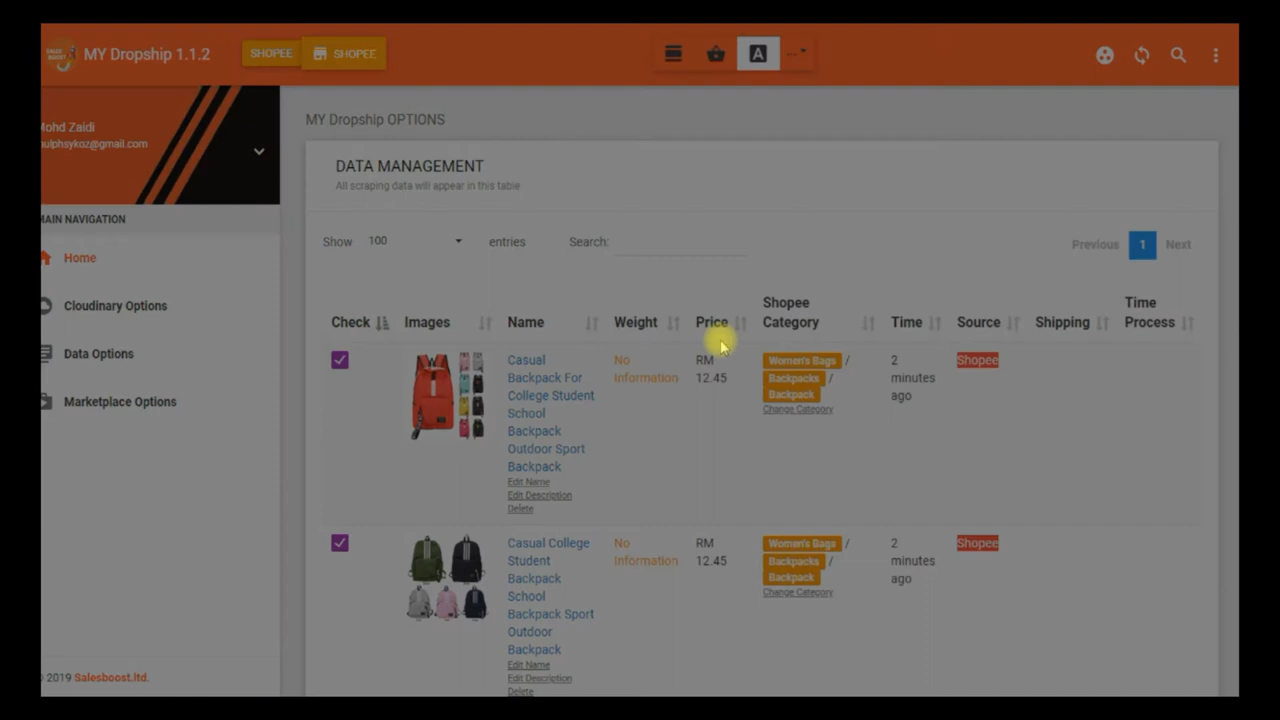 MY Dropship 1.1.2
SHOPEE
SHOPEE
A
Mohd Zaidi
ulphsykoz@gmail.com
MAIN NAVIGATION
Home
Cloudinary Options
Data Options
Marketplace Options
© 2019 Salesboost.ltd.
MY Dropship OPTIONS
DATA MANAGEMENT
All scraping data will appear in this table
Show 100 entries Search:
Previous 1 Next
Check Images Name Weight Price Shopee Category Time Source Shipping Time Process
Casual
Backpack For
College Student
School
Backpack
Outdoor Sport
Backpack
Edit Name
Edit Description
Delete
No
Information
RM
12.45
Women's Bags /
Backpacks /
Backpack
Change Category
2
minutes
ago
Shopee
Casual College
Student
Backpack
School
Backpack Sport
Outdoor
Backpack
Edit Name
Edit Description
Delete
No
Information
RM
12.45
Women's Bags /
Backpacks /
Backpack
Change Category
2
minutes
ago
Shopee